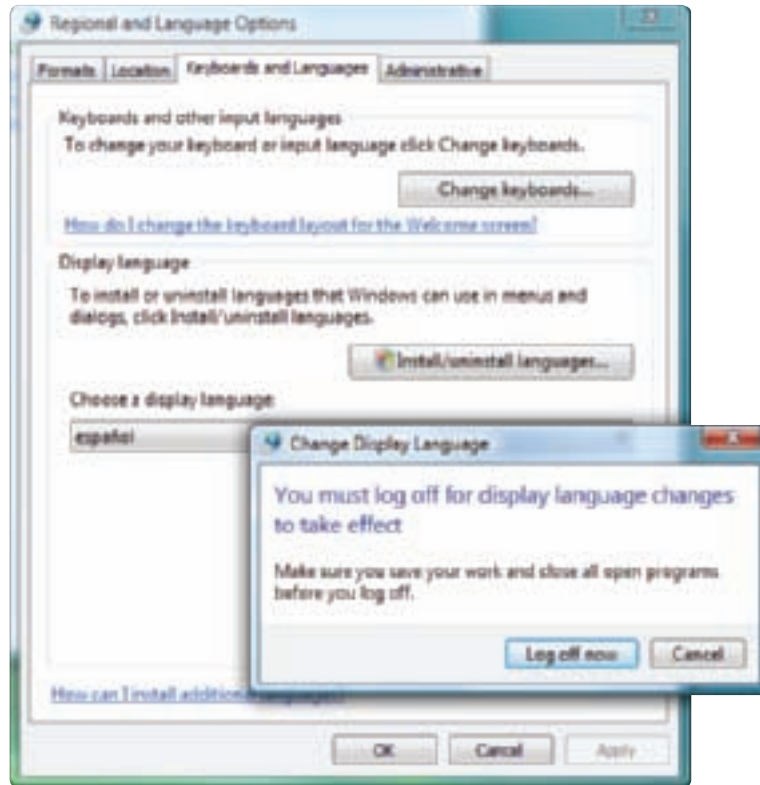 Regional and Language Options
Formats Location Keyboards and Languages Administrative
Keyboards and other input languages
To change your keyboard or input language click Change keyboards.
Change keyboards...
How do I change the keyboard layout for the Welcome screen?
Display language
To install or uninstall languages that Windows can use in menus and
dialogs, click Install/uninstall languages.
Install/uninstall languages...
Choose a display language
español
Change Display Language
You must log off for display language changes
to take effect
Make sure you save your work and close all open programs
before you log off.
Log off now Cancel
How can I install additional languages?
OK Cancel Apply